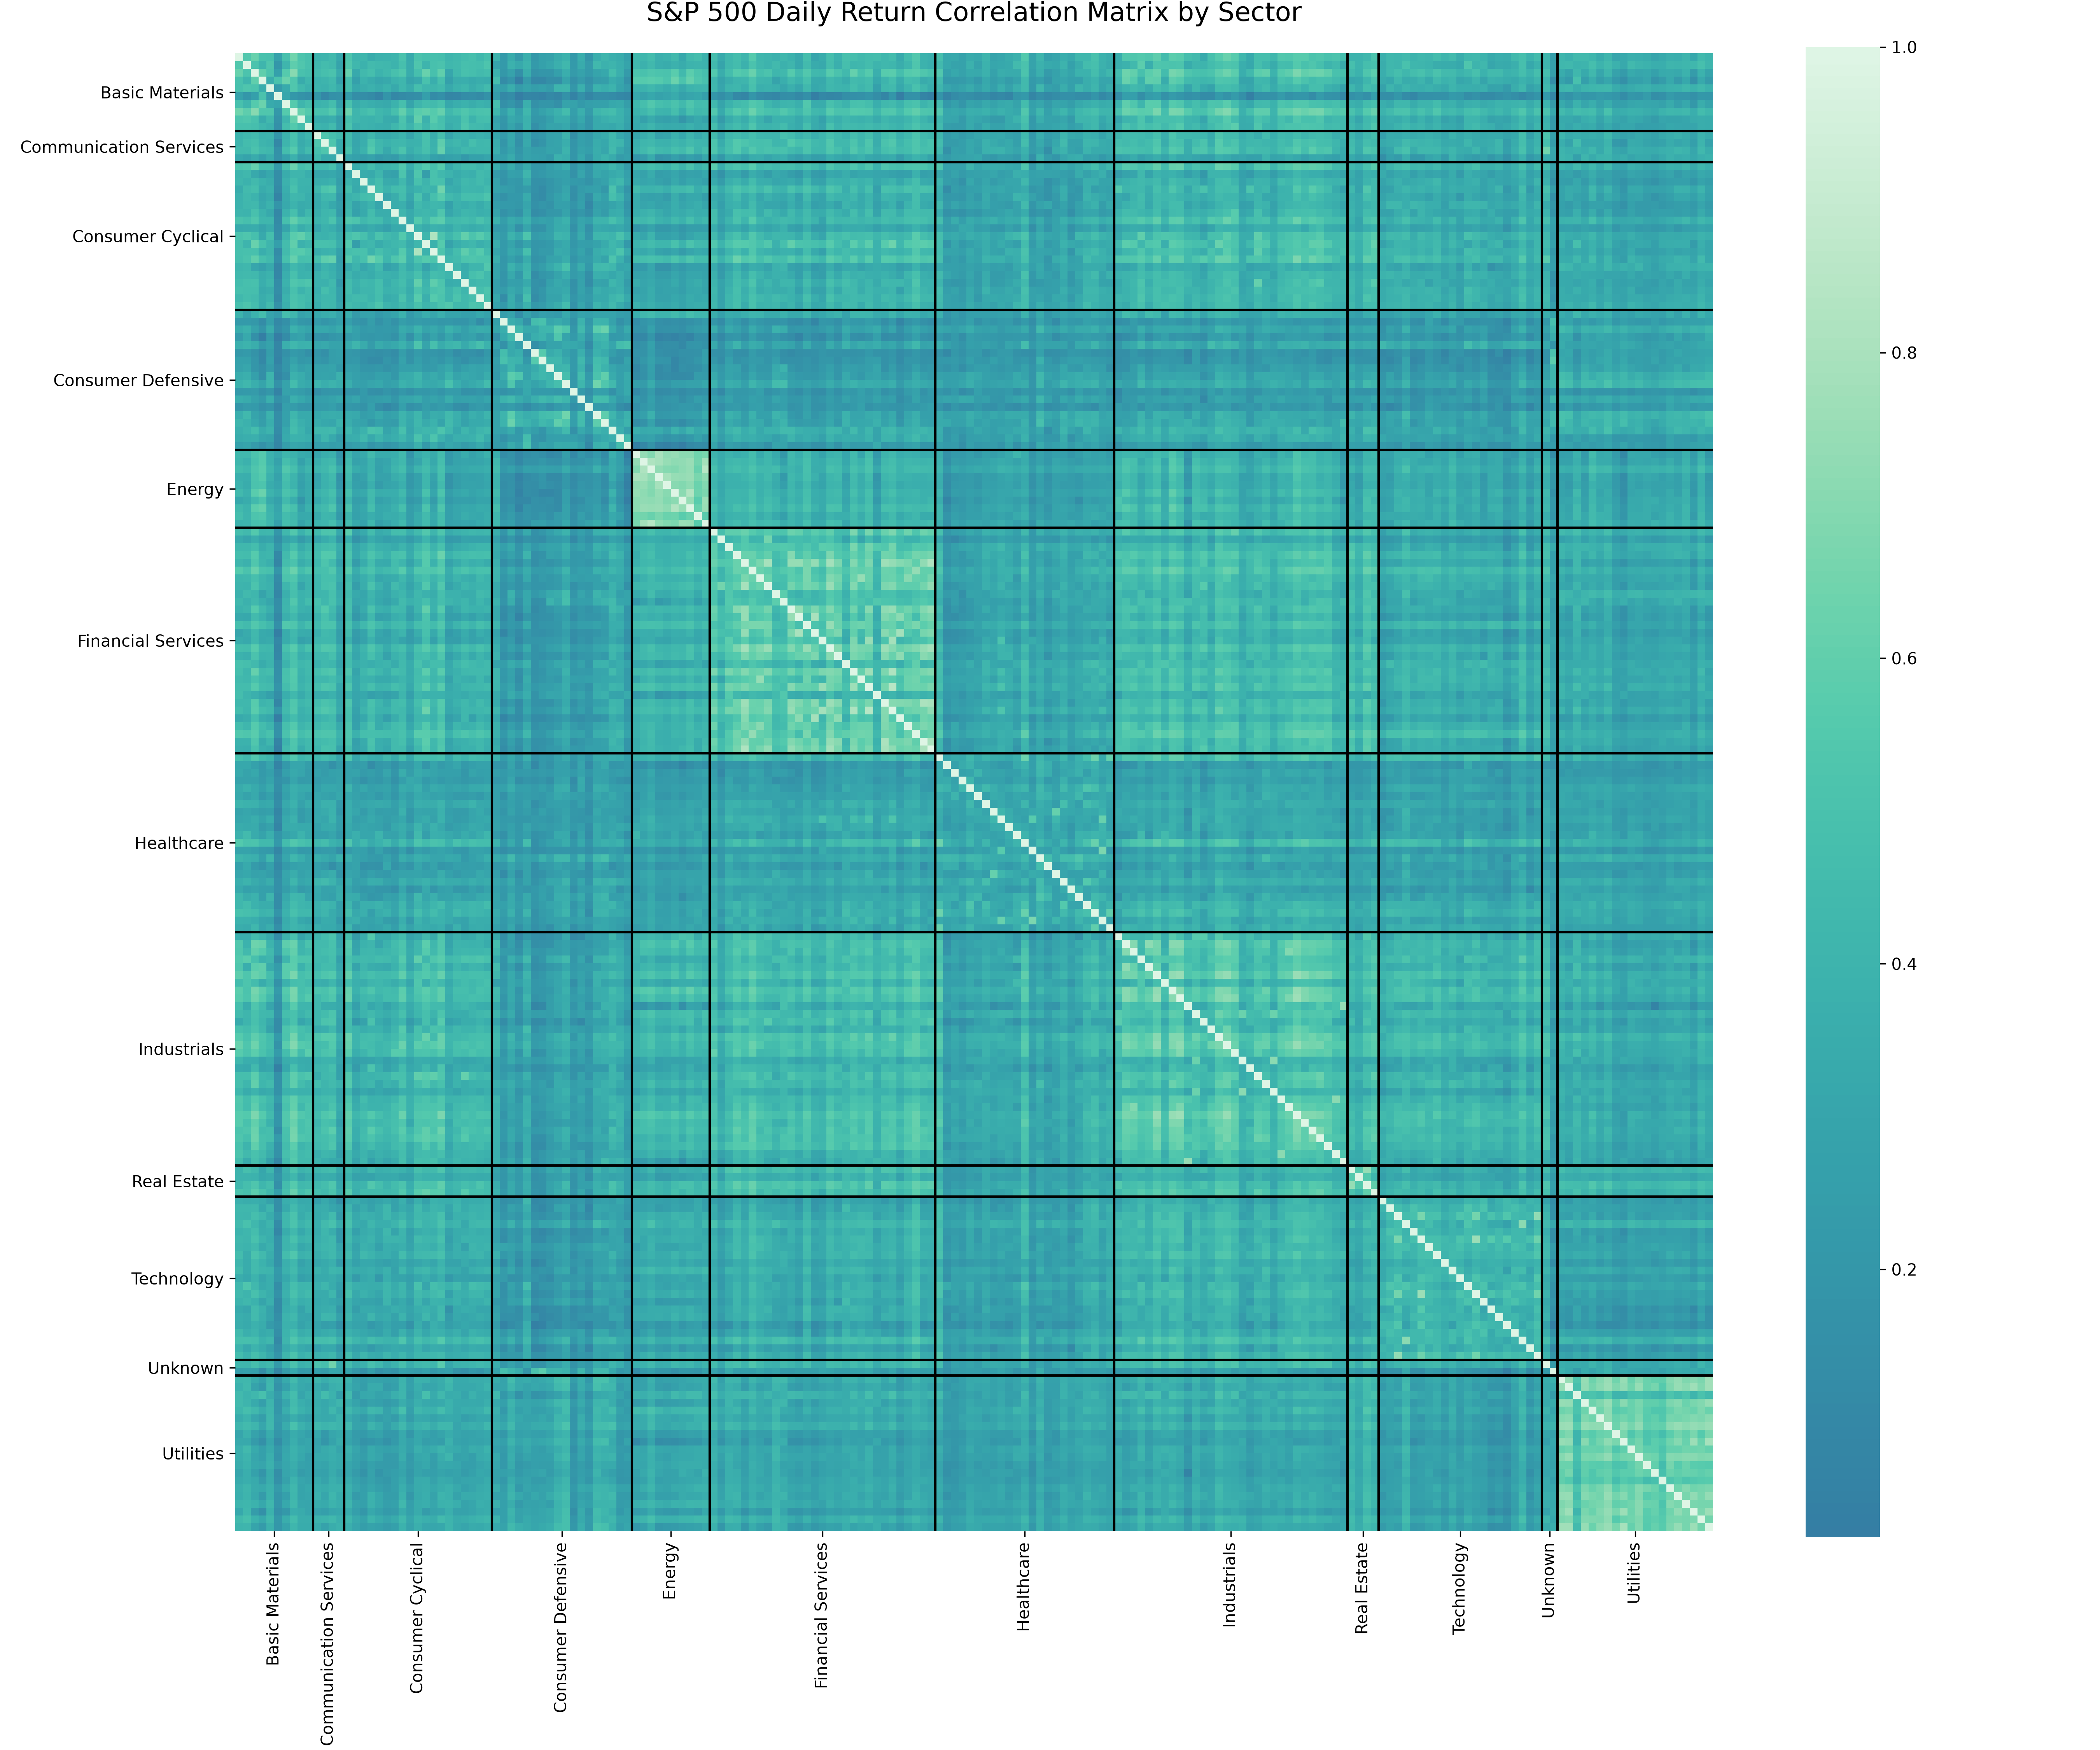 S&P 500 Daily Return Correlation Matrix by Sector
Basic Materials
Communication Services
Consumer Cyclical
Consumer Defensive
Energy
Financial Services
Healthcare
Industrials
Real Estate
Technology
Unknown
Utilities
Basic Materials
Communication Services
Consumer Cyclical
Consumer Defensive
Energy
Financial Services
Healthcare
Industrials
Real Estate
Technology
Unknown
Utilities
1.0
0.8
0.6
0.4
0.2